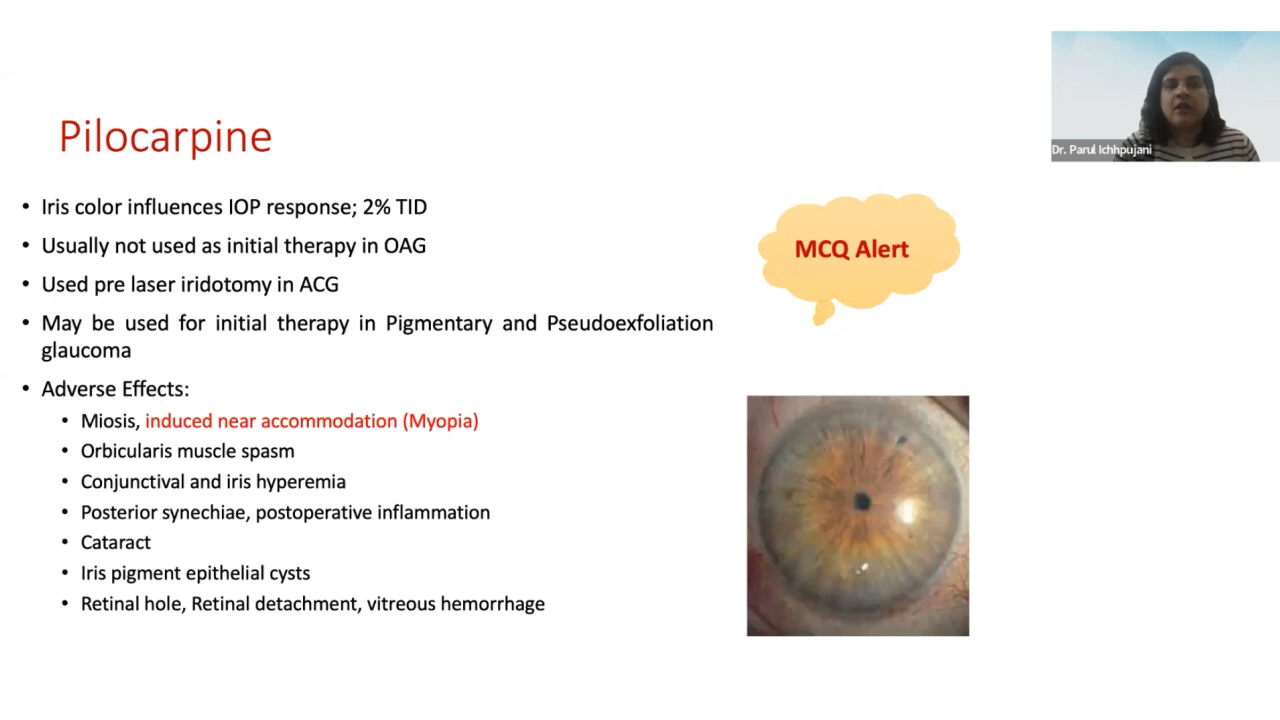 Pilocarpine
• Iris color influences IOP response; 2% TID
• Usually not used as initial therapy in OAG
• Used pre laser iridotomy in ACG
• May be used for initial therapy in Pigmentary and Pseudoexfoliation
glaucoma
• Adverse Effects:
• Miosis, induced near accommodation (Myopia)
• Orbicularis muscle spasm
• Conjunctival and iris hyperemia
• Posterior synechiae, postoperative inflammation
• Cataract
• Iris pigment epithelial cysts
• Retinal hole, Retinal detachment, vitreous hemorrhage
MCQ Alert
Dr. Parul Ichhpujani